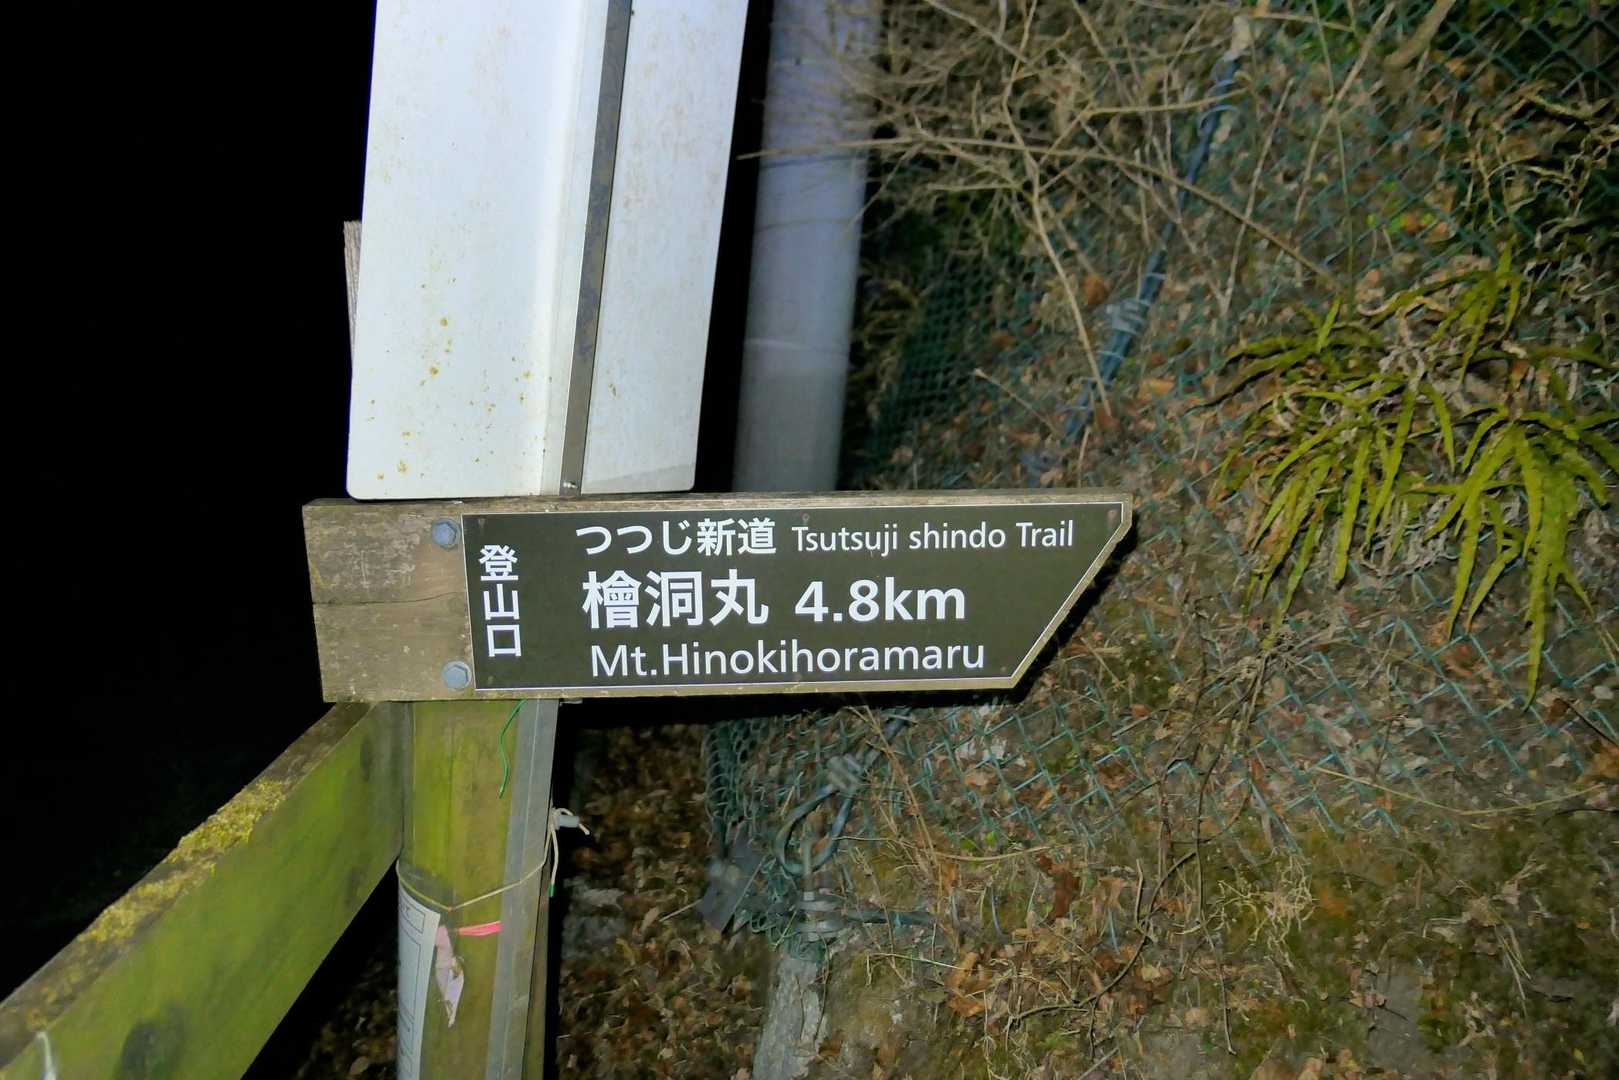 登山口
つつじ新道 Tsutsuji shindo Trail
檜洞丸 4.8km
Mt.Hinokihoramaru